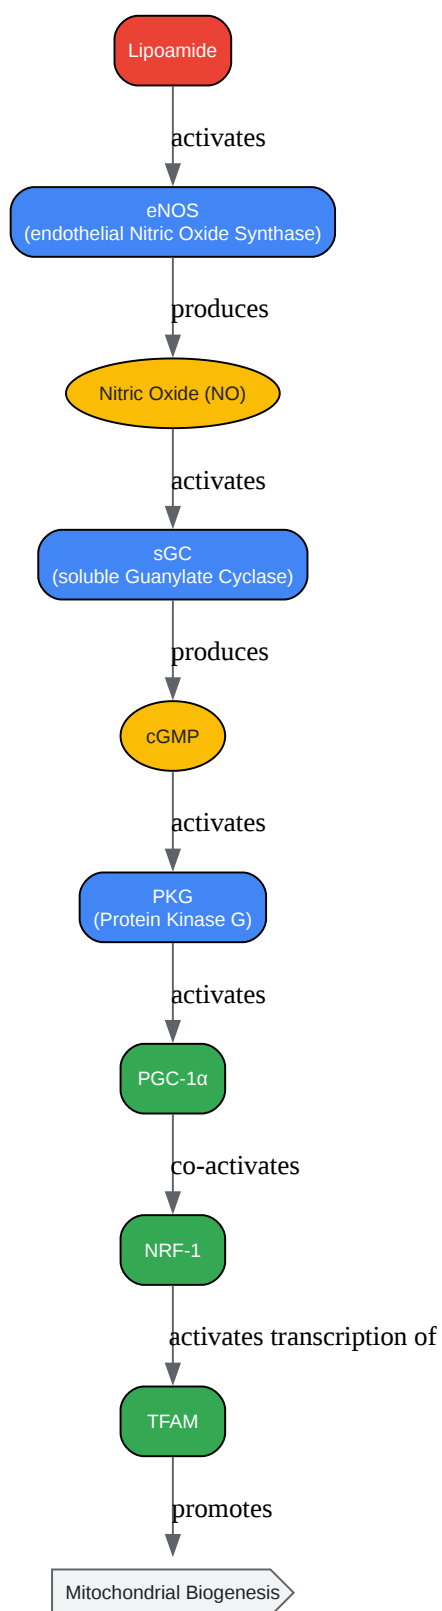 Lipoamide
activates
eNOS
(endothelial Nitric Oxide Synthase)
produces
Nitric Oxide (NO)
activates
sGC
(soluble Guanylate Cyclase)
produces
cGMP
activates
PKG
(Protein Kinase G)
activates
PGC-1α
co-activates
NRF-1
activates transcription of
TFAM
promotes
Mitochondrial Biogenesis